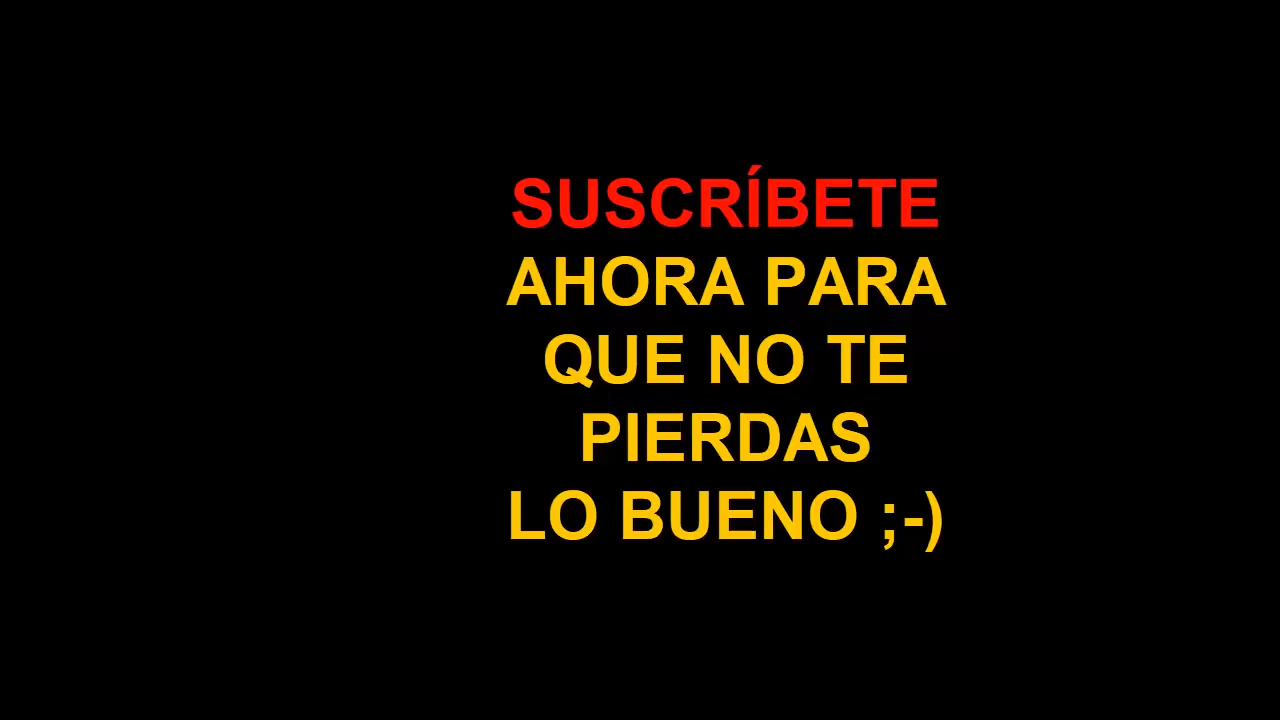 SUSCRÍBETE
AHORA PARA
QUE NO TE
PIERDAS
LO BUENO ;-)